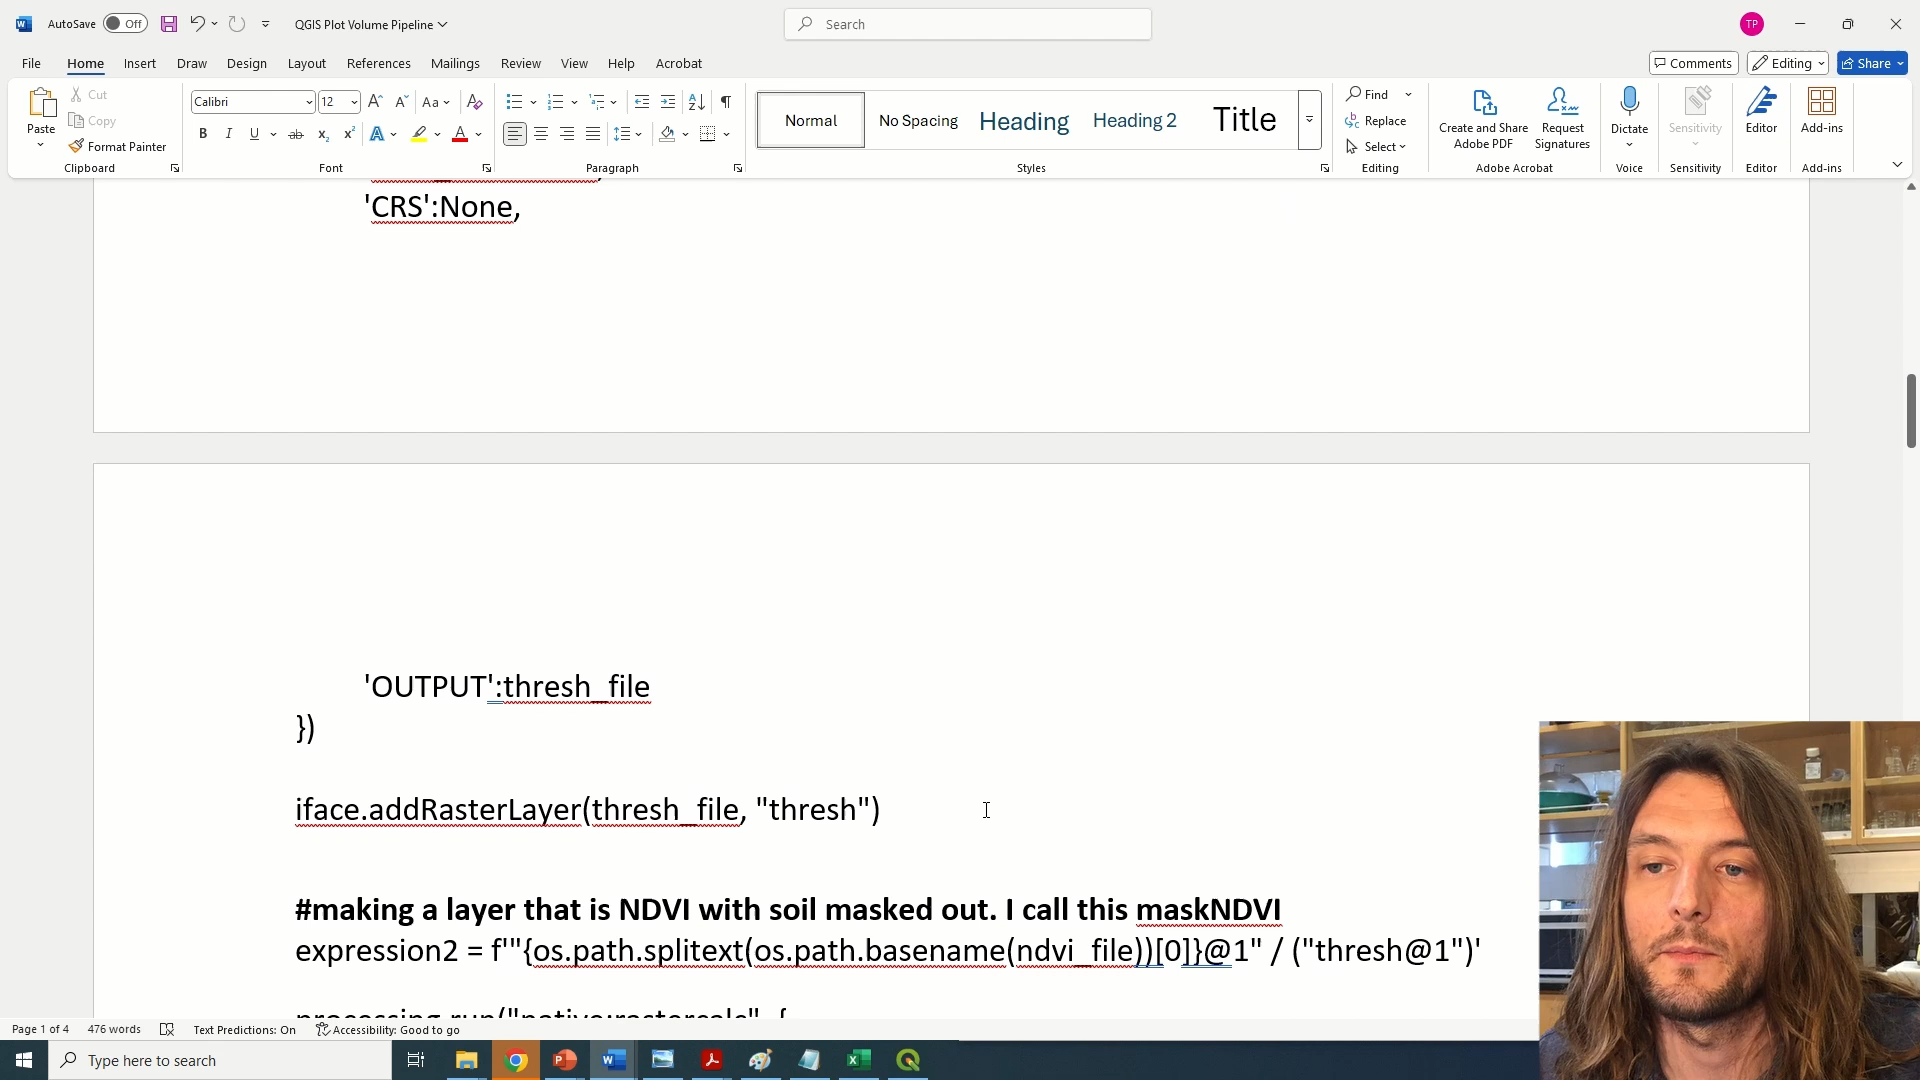 AutoSave Off QGIS Plot Volume Pipeline Search TP
File Home Insert Draw Design Layout References Mailings Review View Help Acrobat Comments Editing Share
Paste Cut Copy Format Painter Clipboard
Calibri 12 Aa Font
Paragraph
Normal No Spacing Heading Heading 2 Title Styles
Find Replace Select Editing
Create and Share Adobe PDF Request Signatures Adobe Acrobat
Dictate Voice Sensitivity Sensitivity Editor Editor Add-ins Add-ins
'CRS':None,
'OUTPUT':thresh_file
})
iface.addRasterLayer(thresh_file, "thresh")
#making a layer that is NDVI with soil masked out. I call this maskNDVI
expression2 = f'"{os.path.splitext(os.path.basename(ndvi_file))[0]}@1" / ("thresh@1")'
processing.run("native:rastercalc", {
Page 1 of 4 476 words Text Predictions: On Accessibility: Good to go
Type here to search